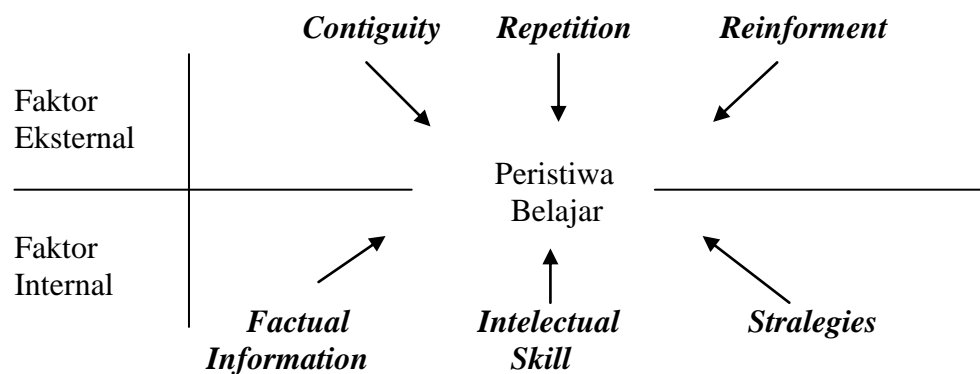 Contiguity Repetition Reinforment
Faktor
Eksternal
Peristiwa
Belajar
Faktor
Internal
Factual
Information
Intelectual
Skill
Stralegies